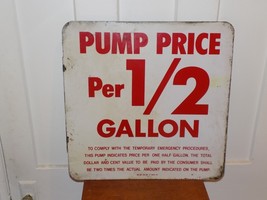 PUMP PRICE
Per 1/2
GALLON
TO COMPLY WITH THE TEMPORARY EMERGENCY PROCEDURES,
THIS PUMP INDICATES PRICE PER ONE HALF GALLON. THE TOTAL
DOLLAR AND CENT VALUE TO BE PAID BY THE CONSUMER SHALL
BE TWO TIMES THE ACTUAL AMOUNT INDICATED ON THE PUMP.